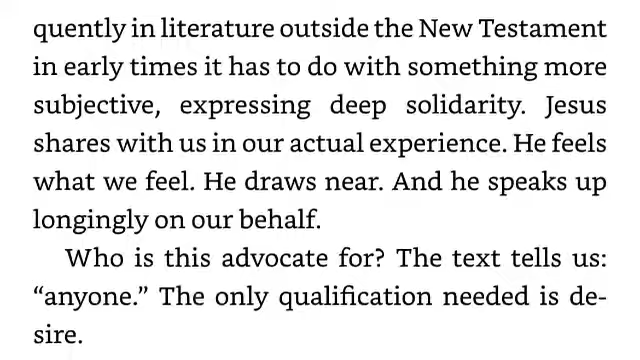 quently in literature outside the New Testament
in early times it has to do with something more
subjective, expressing deep solidarity. Jesus
shares with us in our actual experience. He feels
what we feel. He draws near. And he speaks up
longingly on our behalf.
Who is this advocate for? The text tells us:
“anyone.” The only qualification needed is de-
sire.